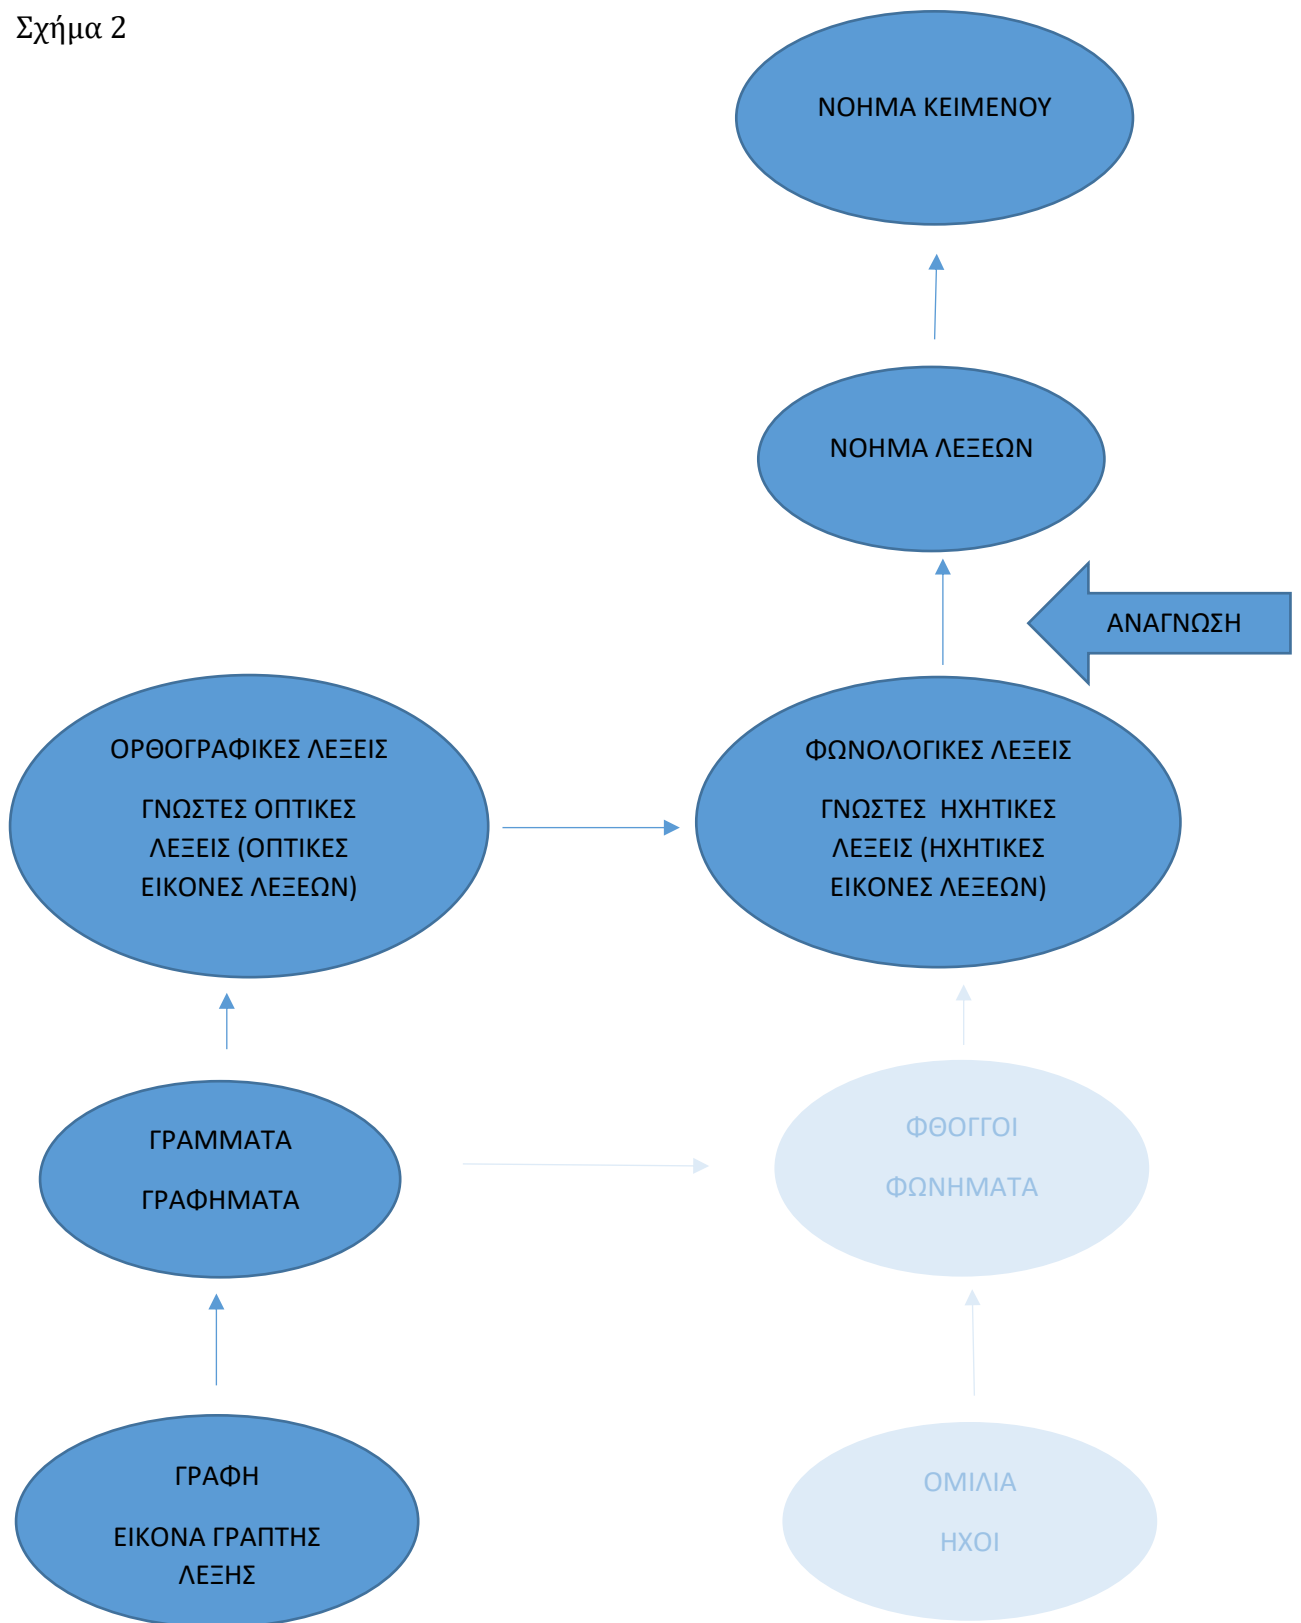 Σχήμα 2
ΝΟΗΜΑ ΚΕΙΜΕΝΟΥ
ΝΟΗΜΑ ΛΕΞΕΩΝ
ΑΝΑΓΝΩΣΗ
ΟΡΘΟΓΡΑΦΙΚΕΣ ΛΕΞΕΙΣ
ΓΝΩΣΤΕΣ ΟΠΤΙΚΕΣ
ΛΕΞΕΙΣ (ΟΠΤΙΚΕΣ
ΕΙΚΟΝΕΣ ΛΕΞΕΩΝ)
ΦΩΝΟΛΟΓΙΚΕΣ ΛΕΞΕΙΣ
ΓΝΩΣΤΕΣ ΗΧΗΤΙΚΕΣ
ΛΕΞΕΙΣ (ΗΧΗΤΙΚΕΣ
ΕΙΚΟΝΕΣ ΛΕΞΕΩΝ)
ΓΡΑΜΜΑΤΑ
ΓΡΑΦΗΜΑΤΑ
ΦΘΟΓΓΟΙ
ΦΩΝΗΜΑΤΑ
ΓΡΑΦΗ
ΕΙΚΟΝΑ ΓΡΑΠΤΗΣ
ΛΕΞΗΣ
ΟΜΙΛΙΑ
ΗΧΟΙ